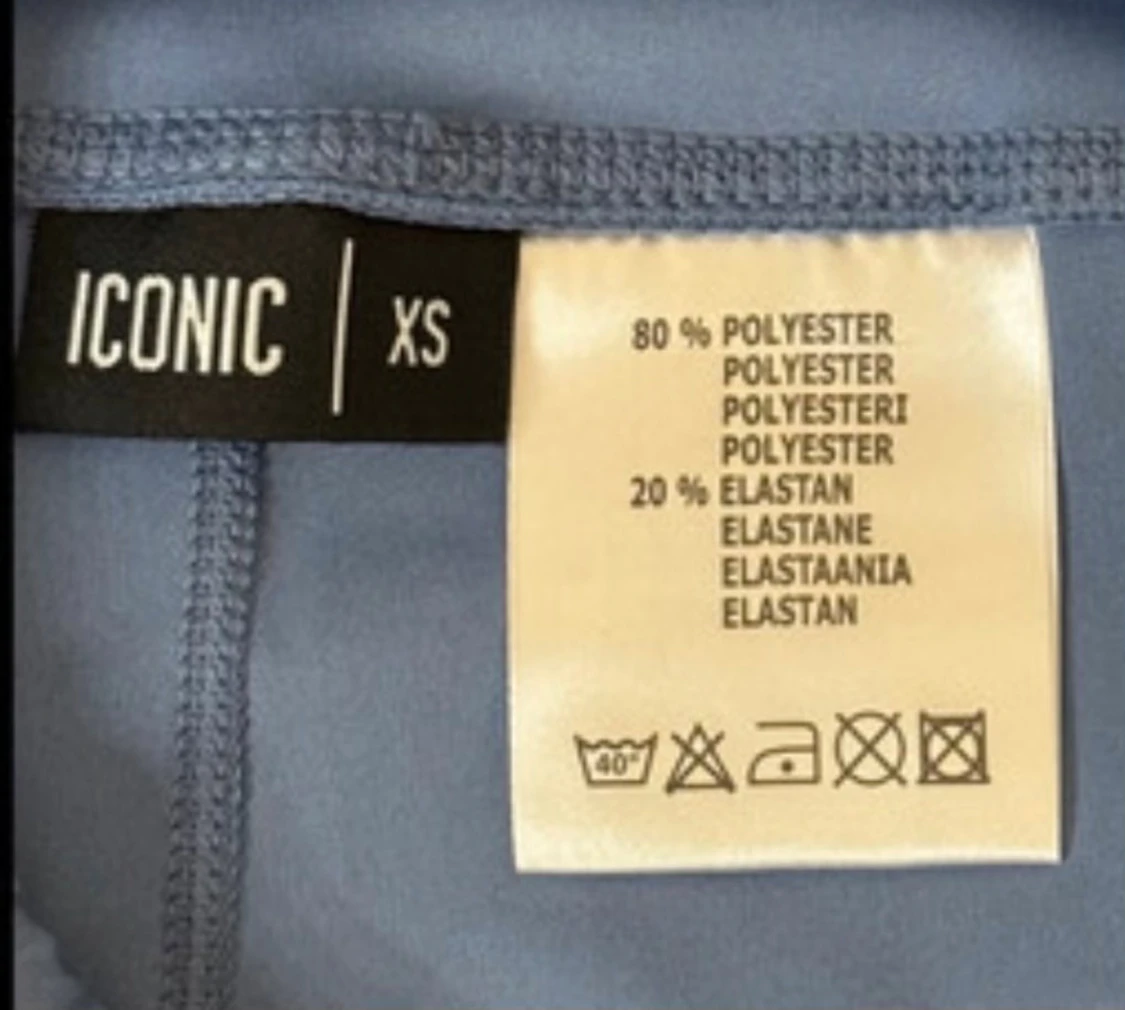 ICONIC | XS
80 % POLYESTER
POLYESTER
POLYESTERI
POLYESTER
20 % ELASTAN
ELASTANE
ELASTAANIA
ELASTAN
40°